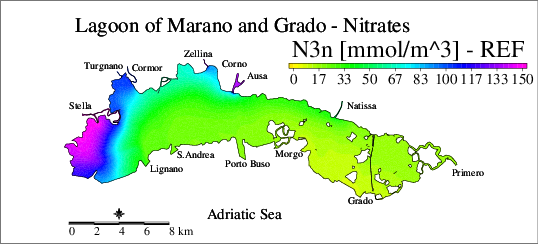 Lagoon of Marano and Grado - Nitrates
N3n [mmol/m^3] - REF
0 17 33 50 67 83 100 117 133 150
Zellina
Turgnano Cormor Corno
Ausa
Stella
Natissa
S.Andrea
Lignano Porto Buso Morgo
Primero
Grado
Adriatic Sea
0 2 4 6 8 km